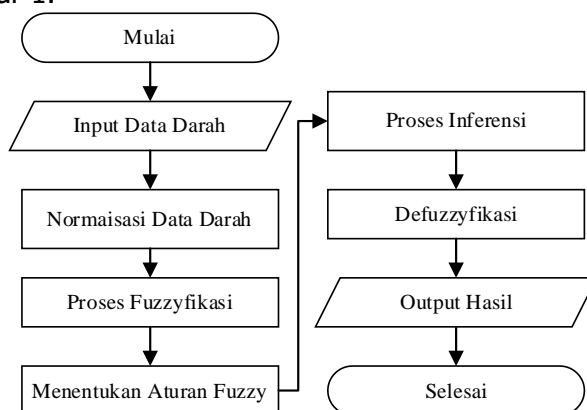 Mulai
Input Data Darah
Normaisasi Data Darah
Proses Fuzzyfikasi
Menentukan Aturan Fuzzy
Proses Inferensi
Defuzzyfikasi
Output Hasil
Selesai